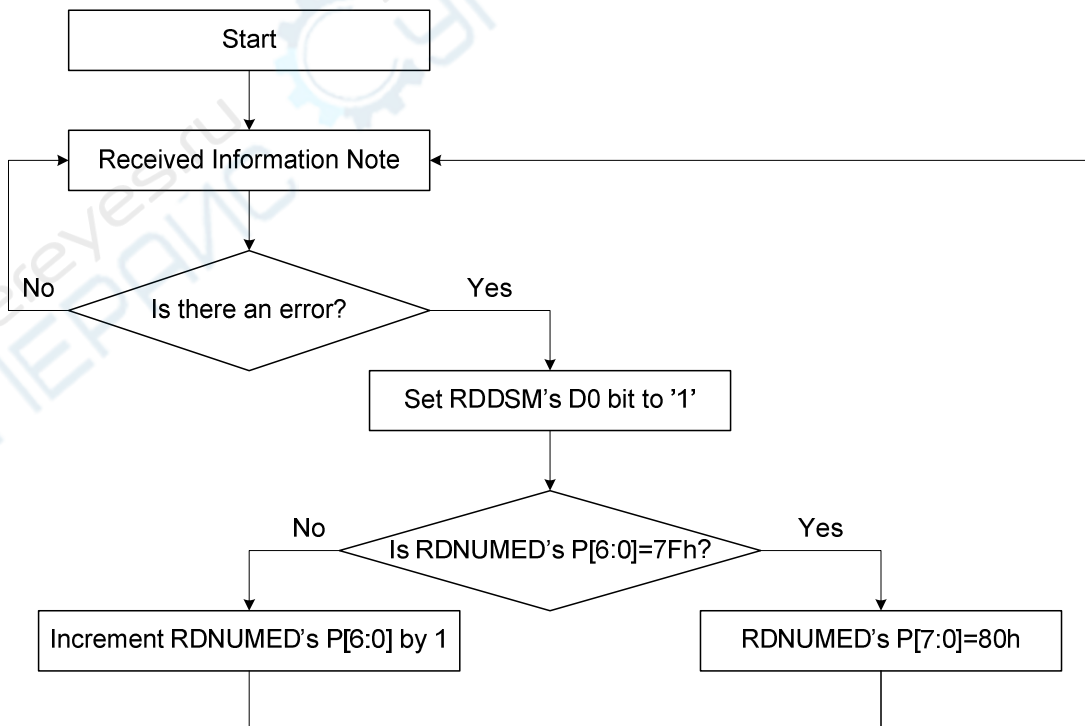 Start
Received Information Note
No
Is there an error?
Yes
Set RDDSM’s D0 bit to ’1’
No
Is RDNUMED’s P[6:0]=7Fh?
Yes
Increment RDNUMED’s P[6:0] by 1
RDNUMED’s P[7:0]=80h